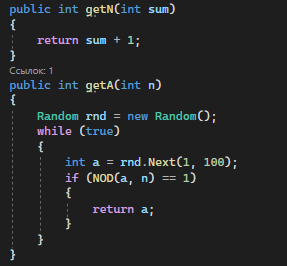 public int getN(int sum)
{
    return sum + 1;
}
Ссылок: 1
public int getA(int n)
{
    Random rnd = new Random();
    while (true)
    {
        int a = rnd.Next(1, 100);
        if (NOD(a, n) == 1)
        {
            return a;
        }
    }
}